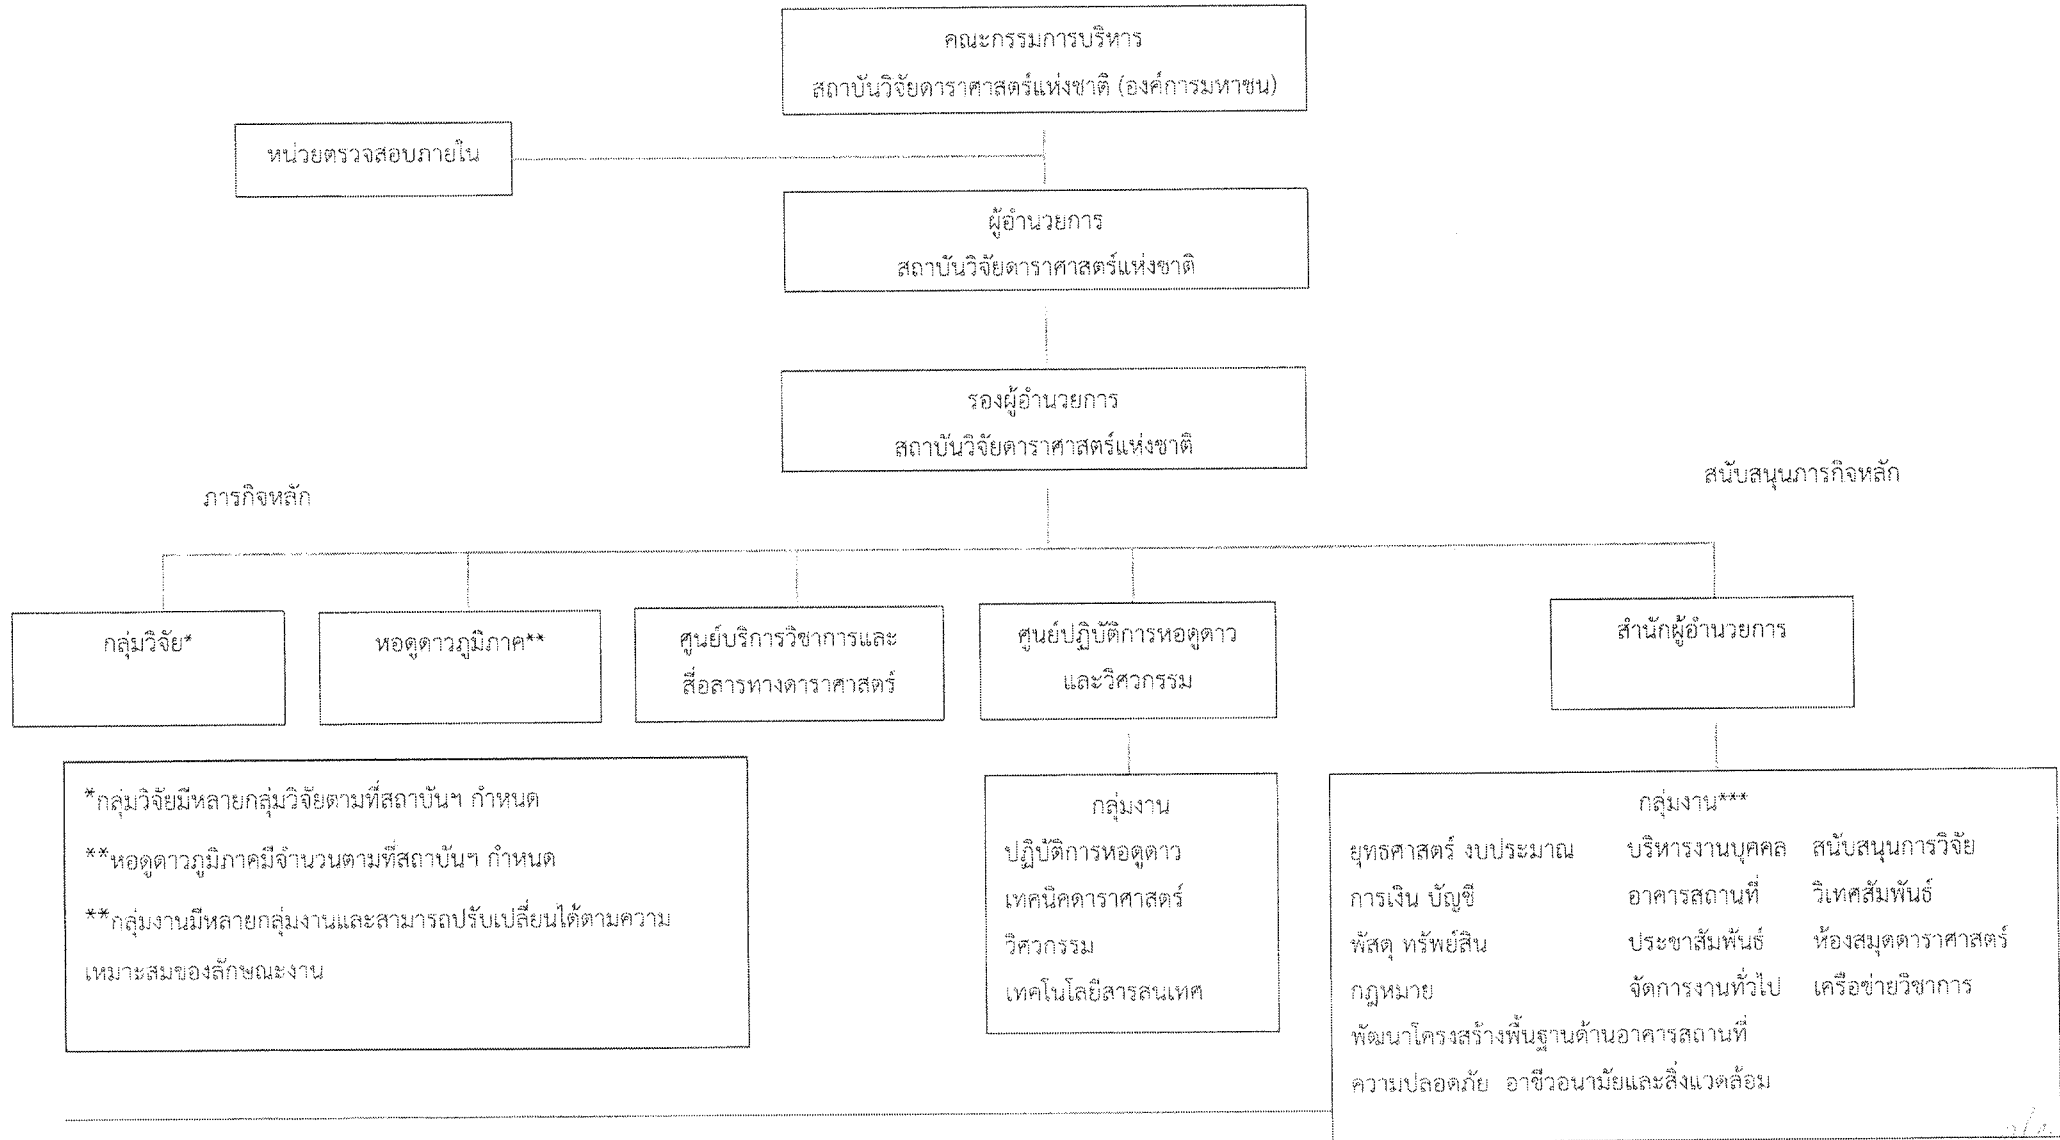 คณะกรรมการบริหาร
สถาบันวิจัยดาราศาสตร์แห่งชาติ (องค์การมหาชน)
หน่วยตรวจสอบภายใน
ผู้อำนวยการ
สถาบันวิจัยดาราศาสตร์แห่งชาติ
รองผู้อำนวยการ
สถาบันวิจัยดาราศาสตร์แห่งชาติ
ภารกิจหลัก
สนับสนุนภารกิจหลัก
กลุ่มวิจัย*
หอดูดาวภูมิภาค**
ศูนย์บริการวิชาการและ
สื่อสารทางดาราศาสตร์
ศูนย์ปฏิบัติการหอดูดาว
และวิศวกรรม
สำนักผู้อำนวยการ
*กลุ่มวิจัยมีหลายกลุ่มวิจัยตามที่สถาบันฯ กำหนด
**หอดูดาวภูมิภาคมีจำนวนตามที่สถาบันฯ กำหนด
**กลุ่มงานมีหลายกลุ่มงานและสามารถปรับเปลี่ยนได้ตามความ
เหมาะสมของลักษณะงาน
กลุ่มงาน
ปฏิบัติการหอดูดาว
เทคนิคดาราศาสตร์
วิศวกรรม
เทคโนโลยีสารสนเทศ
กลุ่มงาน***
ยุทธศาสตร์ งบประมาณ บริหารงานบุคคล สนับสนุนการวิจัย
การเงิน บัญชี อาคารสถานที่ วิเทศสัมพันธ์
พัสดุ ทรัพย์สิน ประชาสัมพันธ์ ห้องสมุดดาราศาสตร์
กฎหมาย จัดการงานทั่วไป เครือข่ายวิชาการ
พัฒนาโครงสร้างพื้นฐานด้านอาคารสถานที่
ความปลอดภัย อาชีวอนามัยและสิ่งแวดล้อม